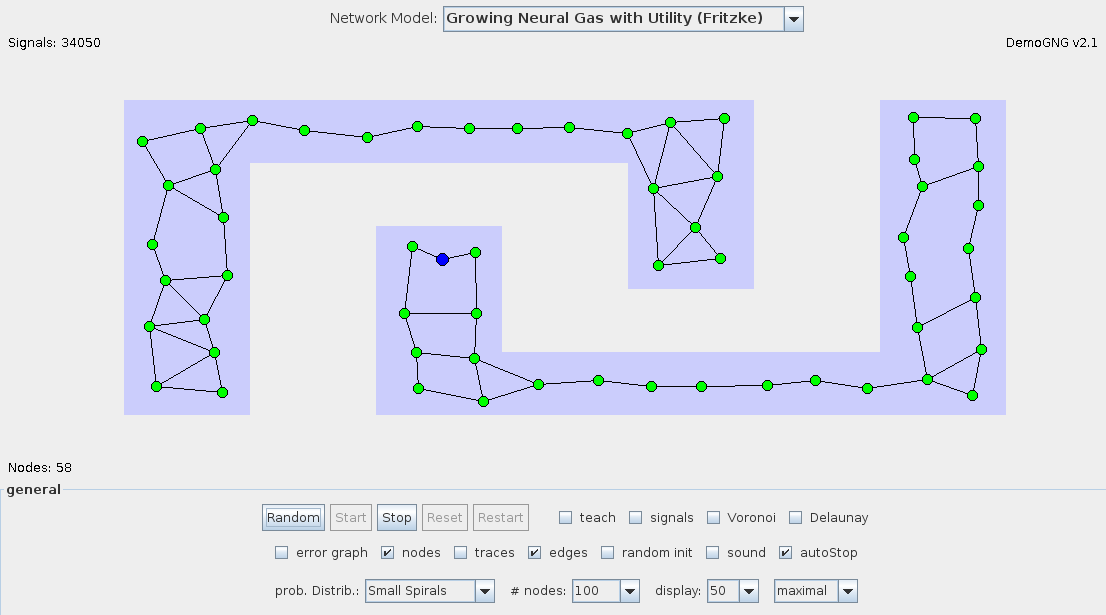 Network Model: Growing Neural Gas with Utility (Fritzke)
Signals: 34050 DemoGNG v2.1
Nodes: 58
general
Random Start Stop Reset Restart teach signals Voronoi Delaunay
error graph nodes traces edges random init sound autoStop
prob. Distrib.: Small Spirals # nodes: 100 display: 50 maximal